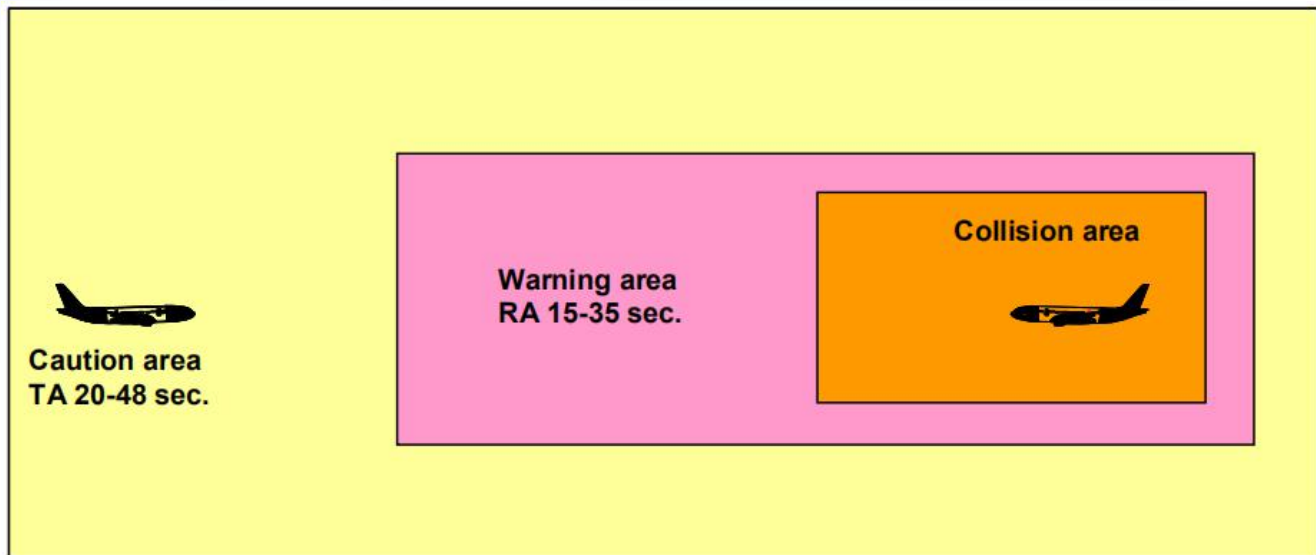 Collision area
Warning area
RA 15-35 sec.
Caution area
TA 20-48 sec.